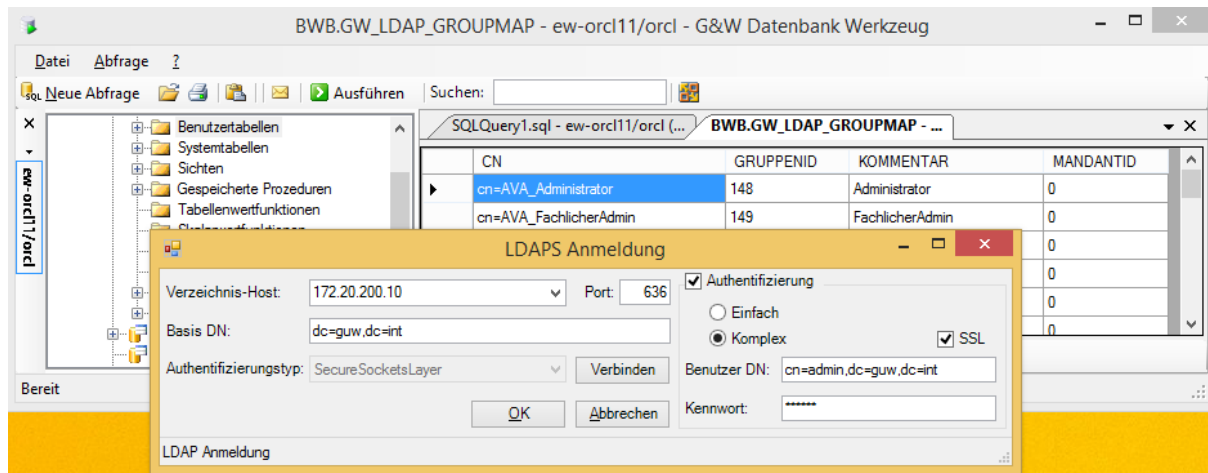 BWB.GW_LDAP_GROUPMAP - ew-orcl11/orcl - G&W Datenbank Werkzeug
Datei Abfrage ?
SQL Neue Abfrage Ausführen Suchen:
ew-orcl11/orcl
Benutzertabellen
Systemtabellen
Sichten
Gespeicherte Prozeduren
Tabellenwertfunktionen
SQLQuery1.sql - ew-orcl11/orcl (... BWB.GW_LDAP_GROUPMAP - ...
CN GRUPPENID KOMMENTAR MANDANTID
cn=AVA_Administrator 148 Administrator 0
cn=AVA_FachlicherAdmin 149 FachlicherAdmin 0
0
0
0
0
LDAPS Anmeldung
Verzeichnis-Host: 172.20.200.10 Port: 636
Basis DN: dc=guw,dc=int
Authentifizierungstyp: SecureSocketsLayer Verbinden
OK Abbrechen
Authentifizierung
Einfach
Komplex SSL
Benutzer DN: cn=admin,dc=guw,dc=int
Kennwort: ******
LDAP Anmeldung
Bereit